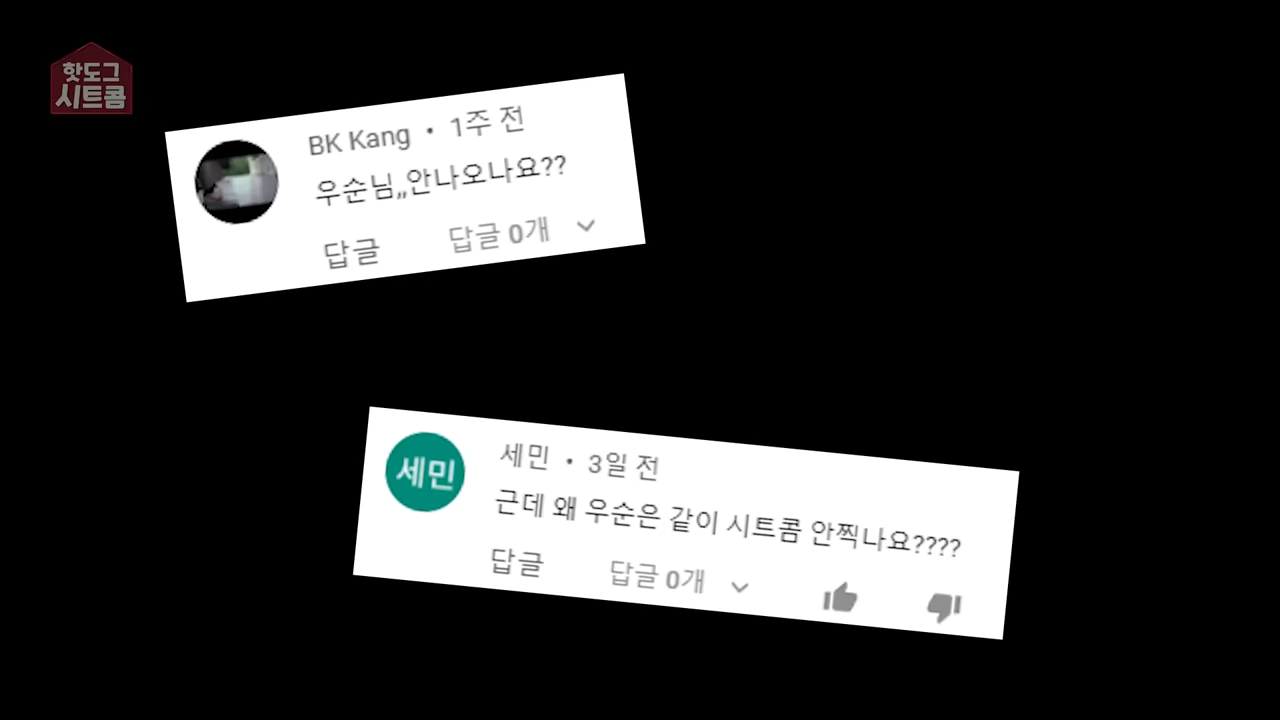 핫도그
시트콤
BK Kang • 1주 전
우순님,,안나오나요??
답글 답글 0개
세민
세민 • 3일 전
근데 왜 우순은 같이 시트콤 안찍나요????
답글 답글 0개